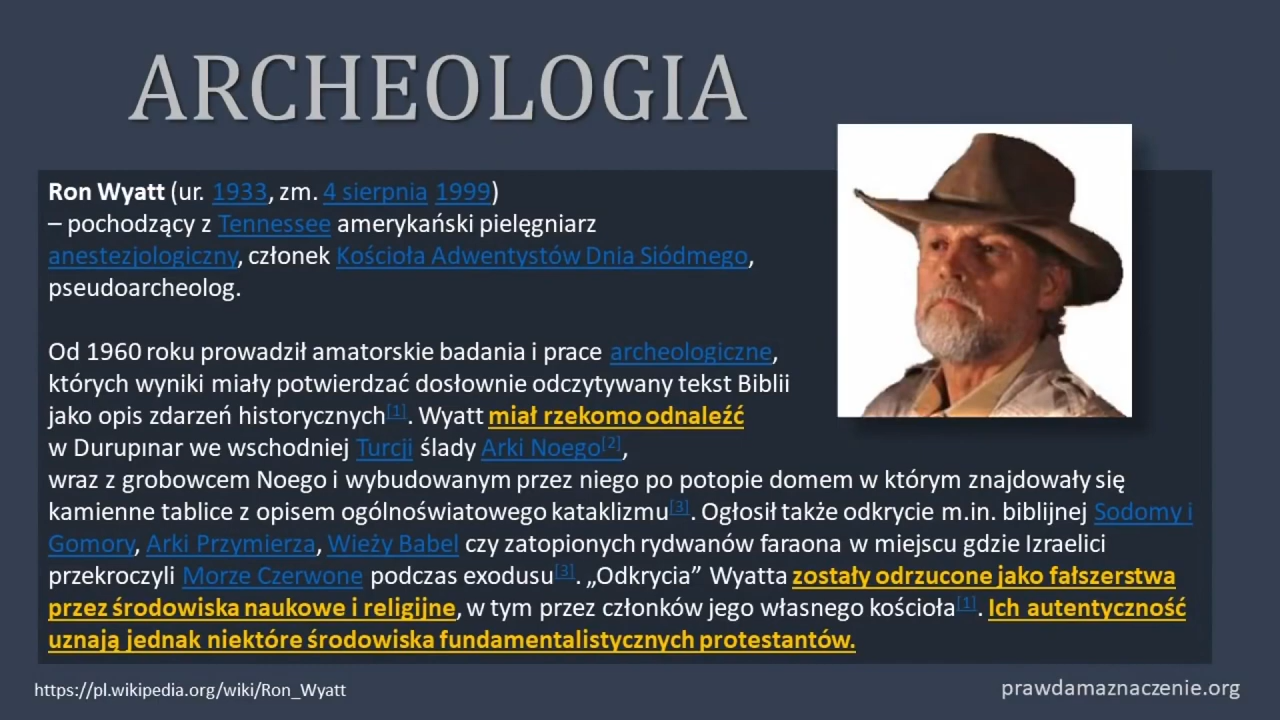 ARCHEOLOGIA
Ron Wyatt (ur. 1933, zm. 4 sierpnia 1999)
– pochodzący z Tennessee amerykański pielęgniarz
anestezjologiczny, członek Kościoła Adwentystów Dnia Siódmego,
pseudoarcheolog.
Od 1960 roku prowadził amatorskie badania i prace archeologiczne,
których wyniki miały potwierdzać dosłownie odczytywany tekst Biblii
jako opis zdarzeń historycznych[1]. Wyatt miał rzekomo odnaleźć
w Durupınar we wschodniej Turcji ślady Arki Noego[2],
wraz z grobowcem Noego i wybudowanym przez niego po potopie domem w którym znajdowały się
kamienne tablice z opisem ogólnoświatowego kataklizmu[3]. Ogłosił także odkrycie m.in. biblijnej Sodomy i
Gomory, Arki Przymierza, Wieży Babel czy zatopionych rydwanów faraona w miejscu gdzie Izraelici
przekroczyli Morze Czerwone podczas exodusu[3]. „Odkrycia” Wyatta zostały odrzucone jako fałszerstwa
przez środowiska naukowe i religijne, w tym przez członków jego własnego kościoła[1]. Ich autentyczność
uznają jednak niektóre środowiska fundamentalistycznych protestantów.
https://pl.wikipedia.org/wiki/Ron_Wyatt
prawdamaznaczenie.org